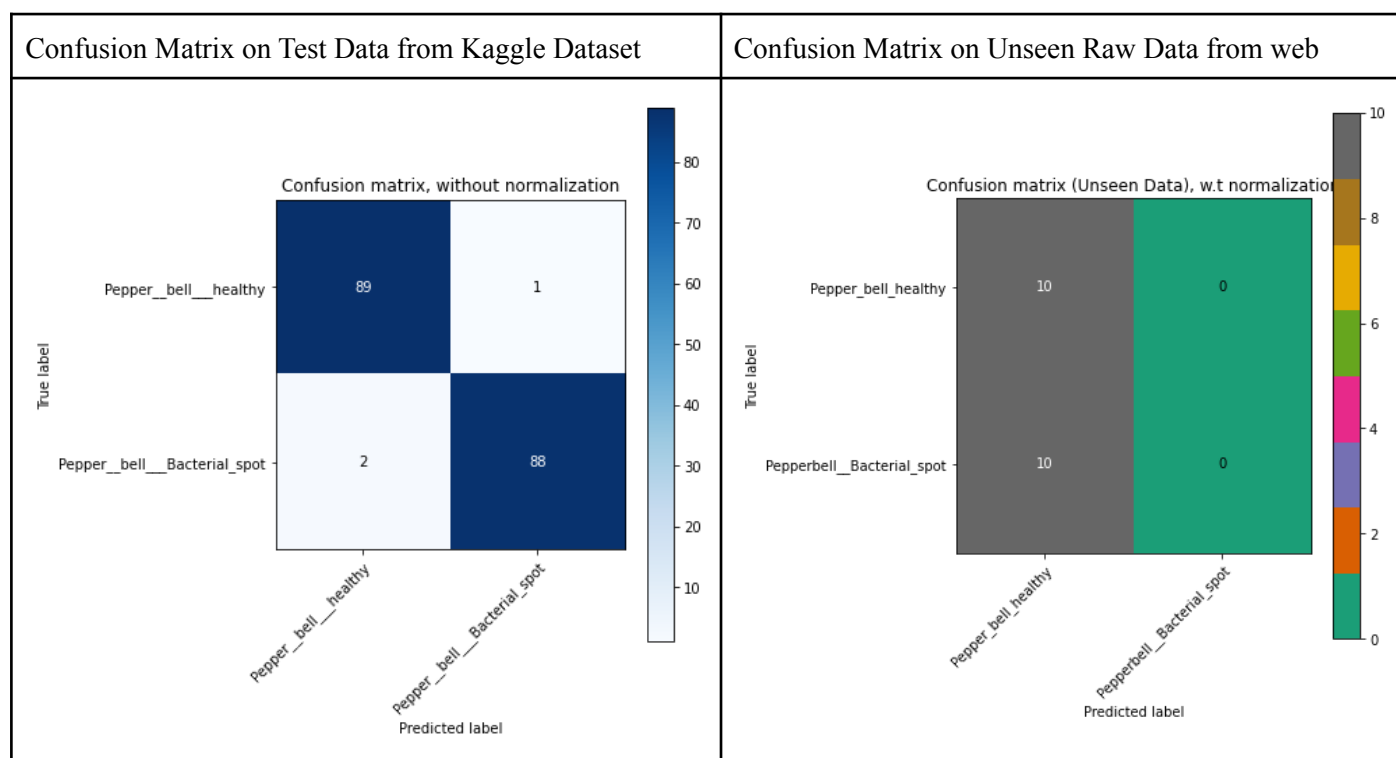 Confusion Matrix on Test Data from Kaggle Dataset
Confusion Matrix on Unseen Raw Data from web
Confusion matrix, without normalization
80
70
60
50
40
30
20
10
True label
Pepper__bell___healthy
89
1
Pepper__bell___Bacterial_spot
2
88
Pepper__bell___healthy
Pepper__bell___Bacterial_spot
Predicted label
Confusion matrix (Unseen Data), w.t normalization
10
8
6
4
2
0
True label
Pepper_bell_healthy
10
0
Pepperbell__Bacterial_spot
10
0
Pepper_bell_healthy
Pepperbell__Bacterial_spot
Predicted label